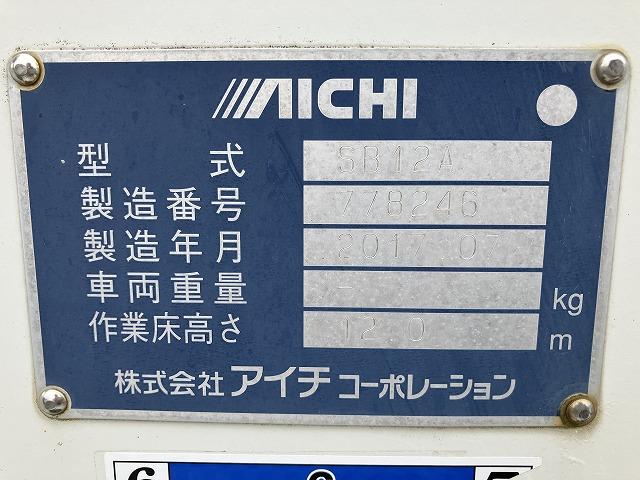 AICHI
型式 SB12A
製造番号 778246
製造年月 2017.07
車両重量 - kg
作業床高さ 12.0 m
株式会社アイチコーポレーション